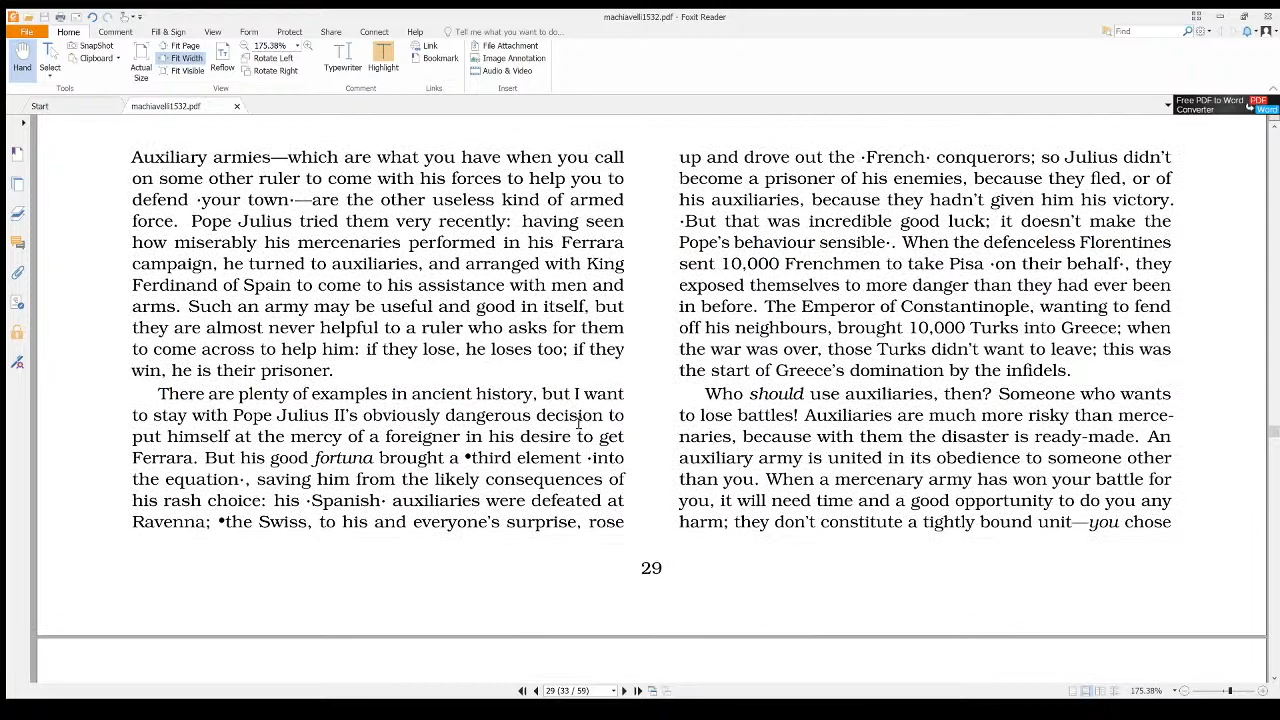 machiavelli1532.pdf - Foxit Reader
File Home Comment Fill & Sign View Form Protect Share Connect Help Tell me what you want to do... Find
Hand
Select
SnapShot
Clipboard
Tools
Actual Size
Fit Page
Fit Width
Fit Visible
Reflow
175.38%
Rotate Left
Rotate Right
View
Typewriter
Highlight
Comment
Link
Bookmark
Links
File Attachment
Image Annotation
Audio & Video
Insert
Start
machiavelli1532.pdf
Free PDF to Word Converter
PDF
Word
Auxiliary armies—which are what you have when you call
on some other ruler to come with his forces to help you to
defend ·your town·—are the other useless kind of armed
force. Pope Julius tried them very recently: having seen
how miserably his mercenaries performed in his Ferrara
campaign, he turned to auxiliaries, and arranged with King
Ferdinand of Spain to come to his assistance with men and
arms. Such an army may be useful and good in itself, but
they are almost never helpful to a ruler who asks for them
to come across to help him: if they lose, he loses too; if they
win, he is their prisoner.
There are plenty of examples in ancient history, but I want
to stay with Pope Julius II's obviously dangerous decision to
put himself at the mercy of a foreigner in his desire to get
Ferrara. But his good fortuna brought a •third element ·into
the equation·, saving him from the likely consequences of
his rash choice: his ·Spanish· auxiliaries were defeated at
Ravenna; •the Swiss, to his and everyone's surprise, rose
up and drove out the ·French· conquerors; so Julius didn't
become a prisoner of his enemies, because they fled, or of
his auxiliaries, because they hadn't given him his victory.
·But that was incredible good luck; it doesn't make the
Pope's behaviour sensible·. When the defenceless Florentines
sent 10,000 Frenchmen to take Pisa ·on their behalf·, they
exposed themselves to more danger than they had ever been
in before. The Emperor of Constantinople, wanting to fend
off his neighbours, brought 10,000 Turks into Greece; when
the war was over, those Turks didn't want to leave; this was
the start of Greece's domination by the infidels.
Who should use auxiliaries, then? Someone who wants
to lose battles! Auxiliaries are much more risky than merce-
naries, because with them the disaster is ready-made. An
auxiliary army is united in its obedience to someone other
than you. When a mercenary army has won your battle for
you, it will need time and a good opportunity to do you any
harm; they don't constitute a tightly bound unit—you chose
29
29 (33 / 59)
175.38%